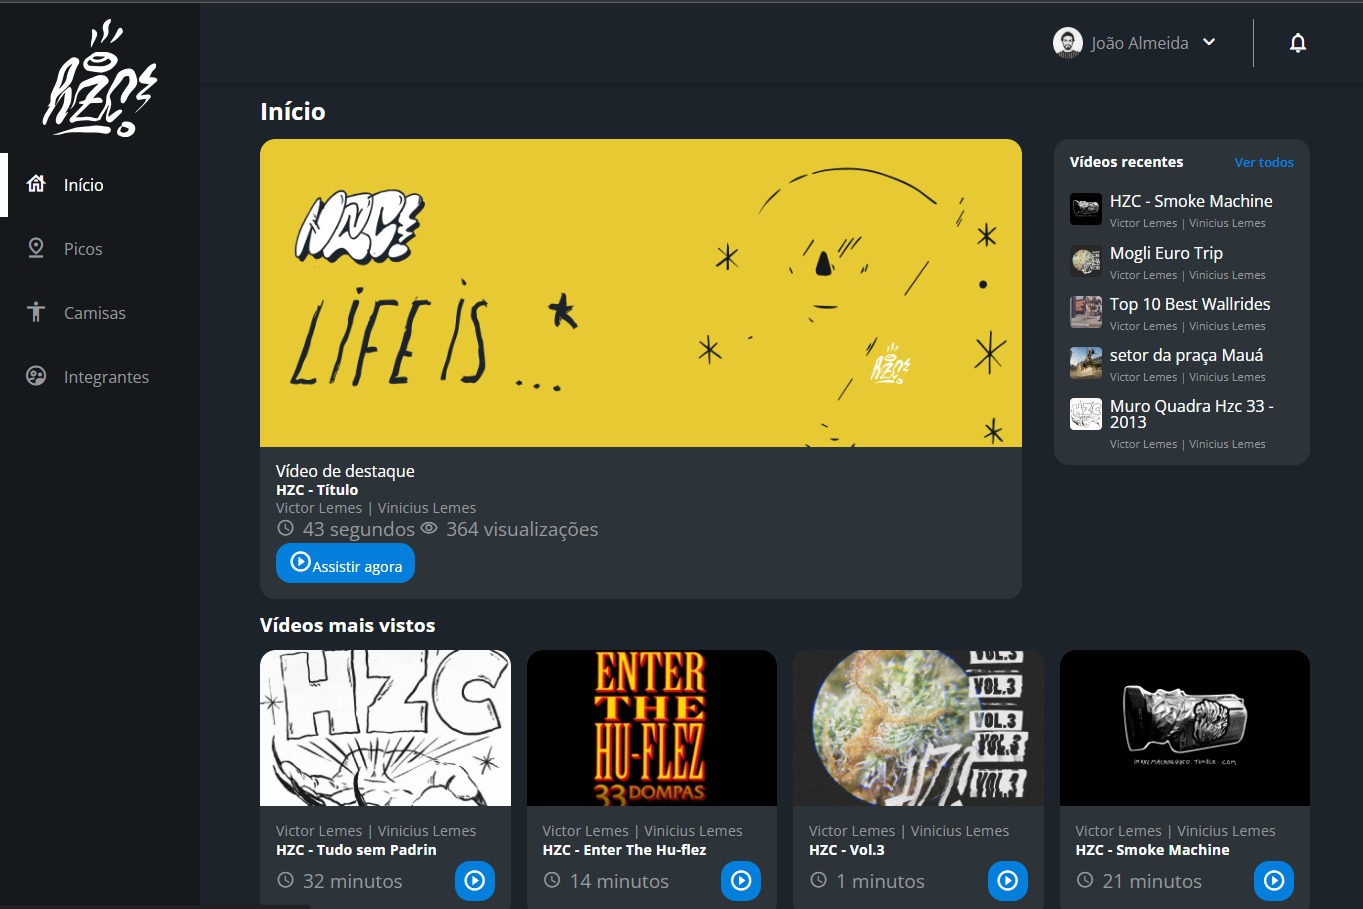 HZC!
João Almeida
Início
Picos
Camisas
Integrantes
Início
HZC!
LIFE IS ...
HZC!
Vídeo de destaque
HZC - Título
Victor Lemes | Vinicius Lemes
43 segundos 364 visualizações
Assistir agora
Vídeos recentes
Ver todos
HZC - Smoke Machine
Victor Lemes | Vinicius Lemes
Mogli Euro Trip
Victor Lemes | Vinicius Lemes
Top 10 Best Wallrides
Victor Lemes | Vinicius Lemes
setor da praça Mauá
Victor Lemes | Vinicius Lemes
HZC
Muro Quadra Hzc 33 -
2013
Victor Lemes | Vinicius Lemes
Vídeos mais vistos
HZC
Victor Lemes | Vinicius Lemes
HZC - Tudo sem Padrin
32 minutos
ENTER
THE
HU-FLEZ
33 DOMPAS
Victor Lemes | Vinicius Lemes
HZC - Enter The Hu-flez
14 minutos
VOL.3
VOL.3
VOL.3
VOL.3
VOL.3
Victor Lemes | Vinicius Lemes
HZC - Vol.3
1 minutos
Victor Lemes | Vinicius Lemes
HZC - Smoke Machine
21 minutos